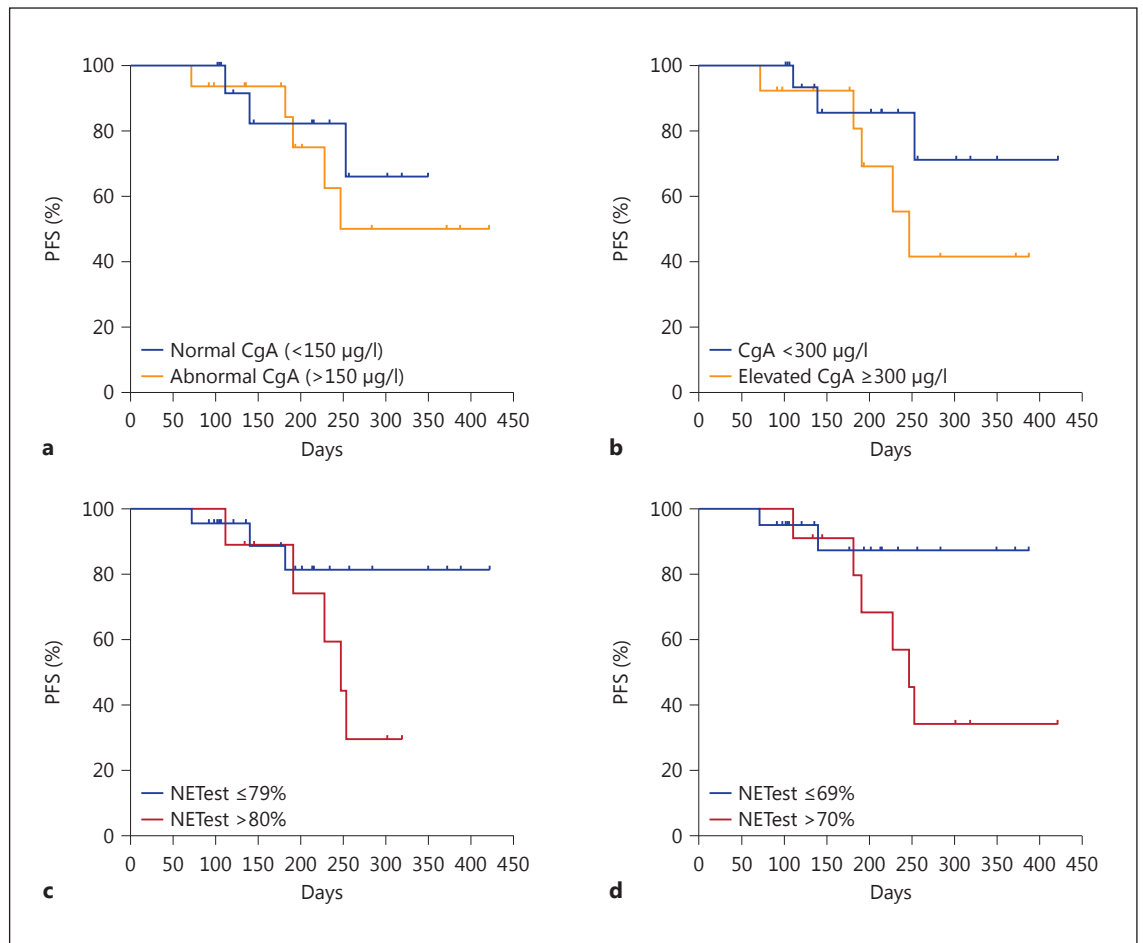 100
80
60
40
20
0
PFS (%)
Normal CgA (<150 μg/l)
Abnormal CgA (>150 μg/l)
0 50 100 150 200 250 300 350 400 450
Days
a
100
80
60
40
20
0
PFS (%)
CgA <300 μg/l
Elevated CgA ≥300 μg/l
0 50 100 150 200 250 300 350 400 450
Days
b
100
80
60
40
20
0
PFS (%)
NETest ≤79%
NETest >80%
0 50 100 150 200 250 300 350 400 450
Days
c
100
80
60
40
20
0
PFS (%)
NETest ≤69%
NETest >70%
0 50 100 150 200 250 300 350 400 450
Days
d